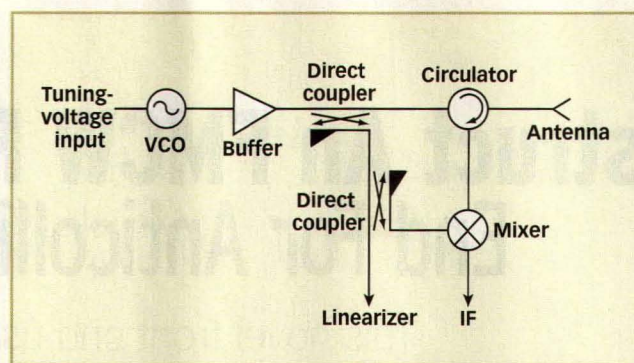 Tuning-
voltage
input
VCO
Buffer
Direct
coupler
Circulator
Antenna
Direct
coupler
Mixer
Linearizer
IF